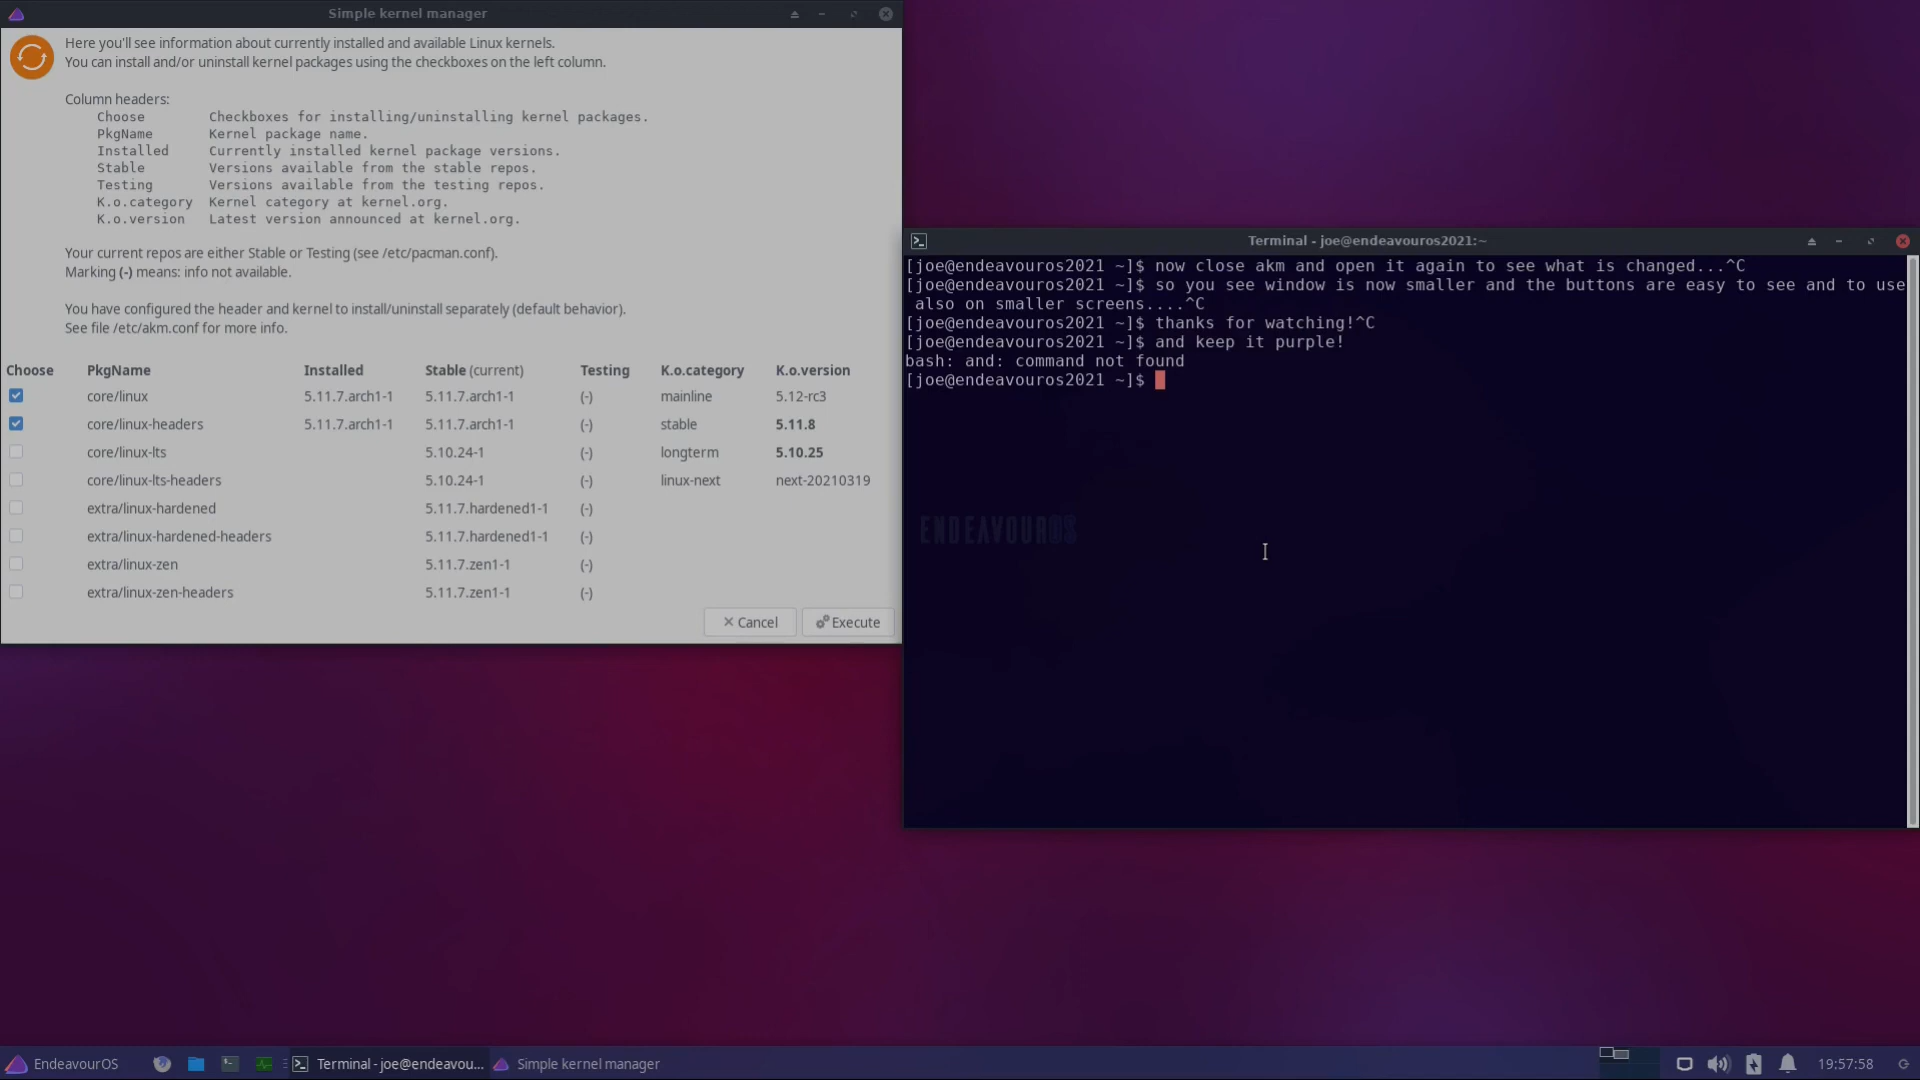 Simple kernel manager
Here you'll see information about currently installed and available Linux kernels.
You can install and/or uninstall kernel packages using the checkboxes on the left column.
Column headers:
Choose Checkboxes for installing/uninstalling kernel packages.
PkgName Kernel package name.
Installed Currently installed kernel package versions.
Stable Versions available from the stable repos.
Testing Versions available from the testing repos.
K.o.category Kernel category at kernel.org.
K.o.version Latest version announced at kernel.org.
Your current repos are either Stable or Testing (see /etc/pacman.conf).
Marking (-) means: info not available.
You have configured the header and kernel to install/uninstall separately (default behavior).
See file /etc/akm.conf for more info.
Choose PkgName Installed Stable (current) Testing K.o.category K.o.version
core/linux 5.11.7.arch1-1 5.11.7.arch1-1 (-) mainline 5.12-rc3
core/linux-headers 5.11.7.arch1-1 5.11.7.arch1-1 (-) stable 5.11.8
core/linux-lts 5.10.24-1 (-) longterm 5.10.25
core/linux-lts-headers 5.10.24-1 (-) linux-next next-20210319
extra/linux-hardened 5.11.7.hardened1-1 (-)
extra/linux-hardened-headers 5.11.7.hardened1-1 (-)
extra/linux-zen 5.11.7.zen1-1 (-)
extra/linux-zen-headers 5.11.7.zen1-1 (-)
Cancel Execute
Terminal - joe@endeavouros2021:~
[joe@endeavouros2021 ~]$ now close akm and open it again to see what is changed...^C
[joe@endeavouros2021 ~]$ so you see window is now smaller and the buttons are easy to see and to use
also on smaller screens....^C
[joe@endeavouros2021 ~]$ thanks for watching!^C
[joe@endeavouros2021 ~]$ and keep it purple!
bash: and: command not found
[joe@endeavouros2021 ~]$
ENDEAVOUROS
EndeavourOS Terminal - joe@endeavou... Simple kernel manager 19:57:58